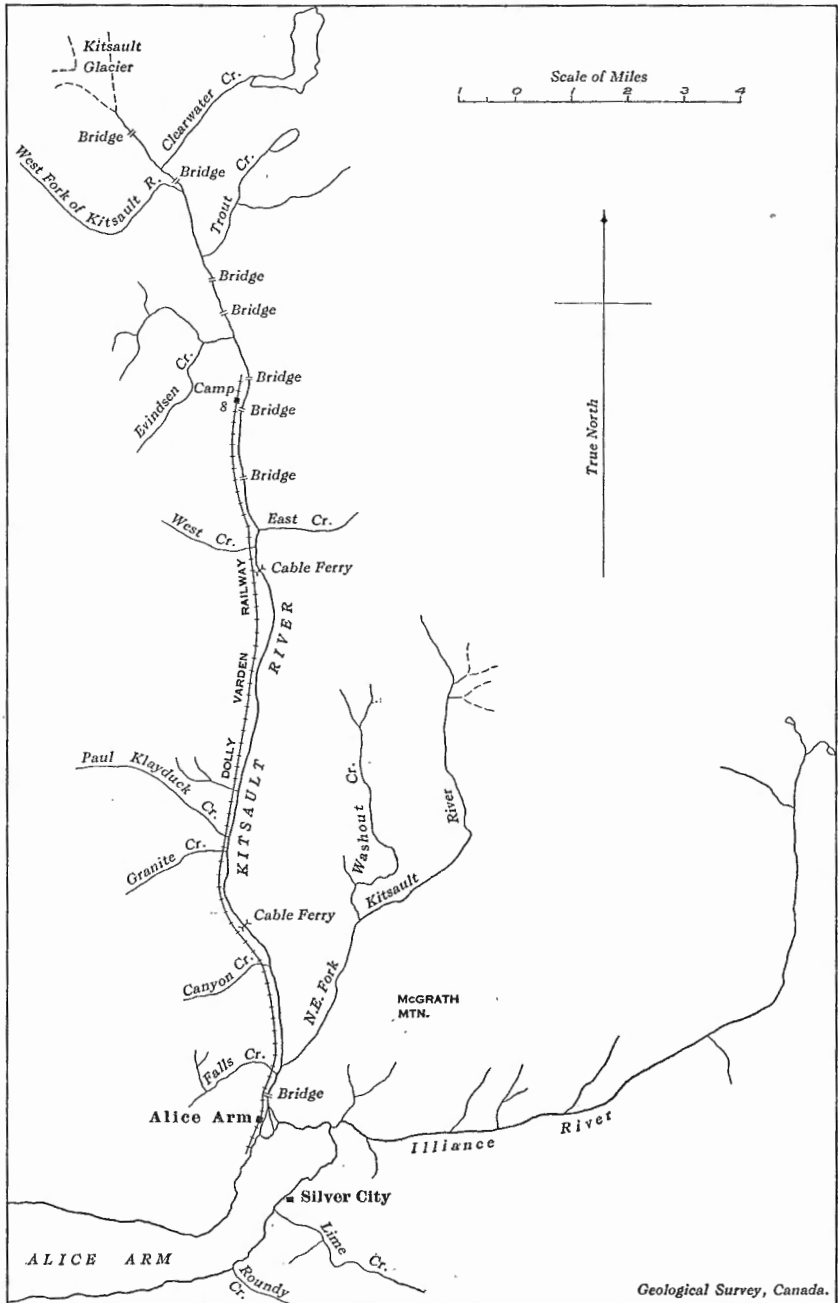 Kitsault
Glacier
Clearwater Cr.
Scale of Miles
1 0 1 2 3 4
Bridge
West Fork of Kitsault R.
Bridge
Trout Cr.
Bridge
Bridge
True North
Evindsen Cr.
Camp
8
Bridge
Bridge
Bridge
West Cr.
East Cr.
Cable Ferry
DOLLY VARDEN RAILWAY
KITSAULT RIVER
Paul Klayduck Cr.
Granite Cr.
Washout Cr.
N.E. Fork Kitsault River
Cable Ferry
Canyon Cr.
McGRATH
MTN.
Falls Cr.
Bridge
Alice Arm
Illiance River
Silver City
Lime Cr.
ALICE ARM
Roundy
Cr.
Geological Survey, Canada.